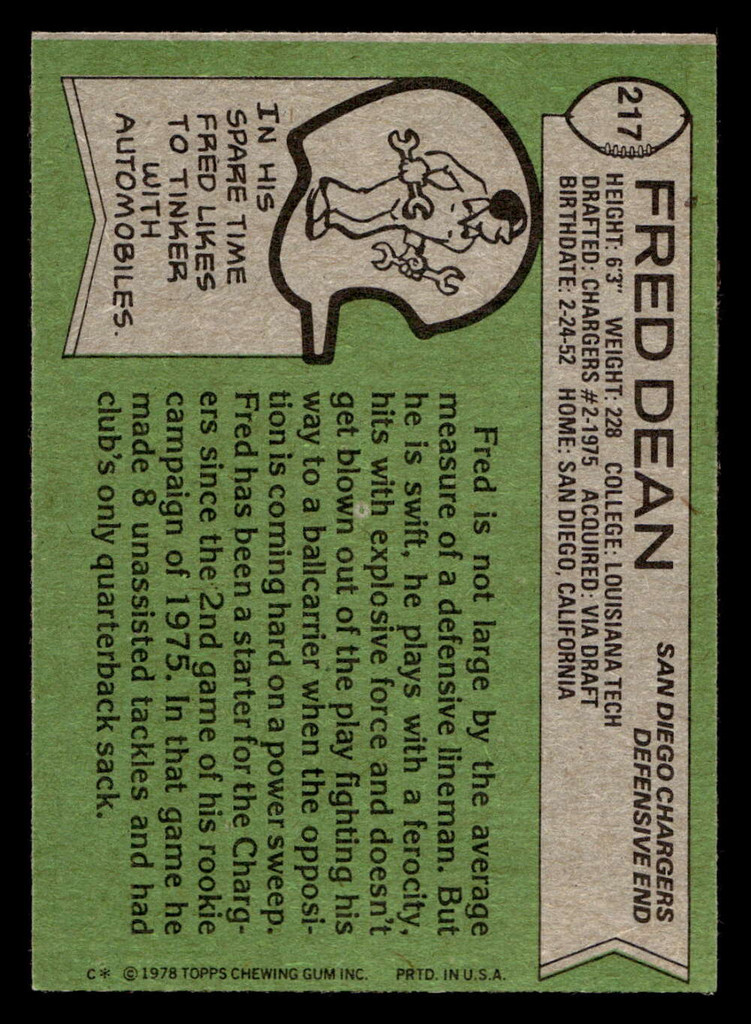 217
FRED DEAN
SAN DIEGO CHARGERS
DEFENSIVE END
HEIGHT: 6'3" WEIGHT: 228 COLLEGE: LOUISIANA TECH
DRAFTED: CHARGERS #2-1975 ACQUIRED: VIA DRAFT
BIRTHDATE: 2-24-52 HOME: SAN DIEGO, CALIFORNIA
IN HIS
SPARE TIME
FRED LIKES
TO TINKER
WITH
AUTOMOBILES.
Fred is not large by the average
measure of a defensive lineman. But
he is swift, he plays with a ferocity,
hits with explosive force and doesn't
get blown out of the play fighting his
way to a ballcarrier when the opposi-
tion is coming hard on a power sweep.
Fred has been a starter for the Charg-
ers since the 2nd game of his rookie
campaign of 1975. In that game he
made 8 unassisted tackles and had
club's only quarterback sack.
C* © 1978 TOPPS CHEWING GUM INC. PRTD. IN U.S.A.